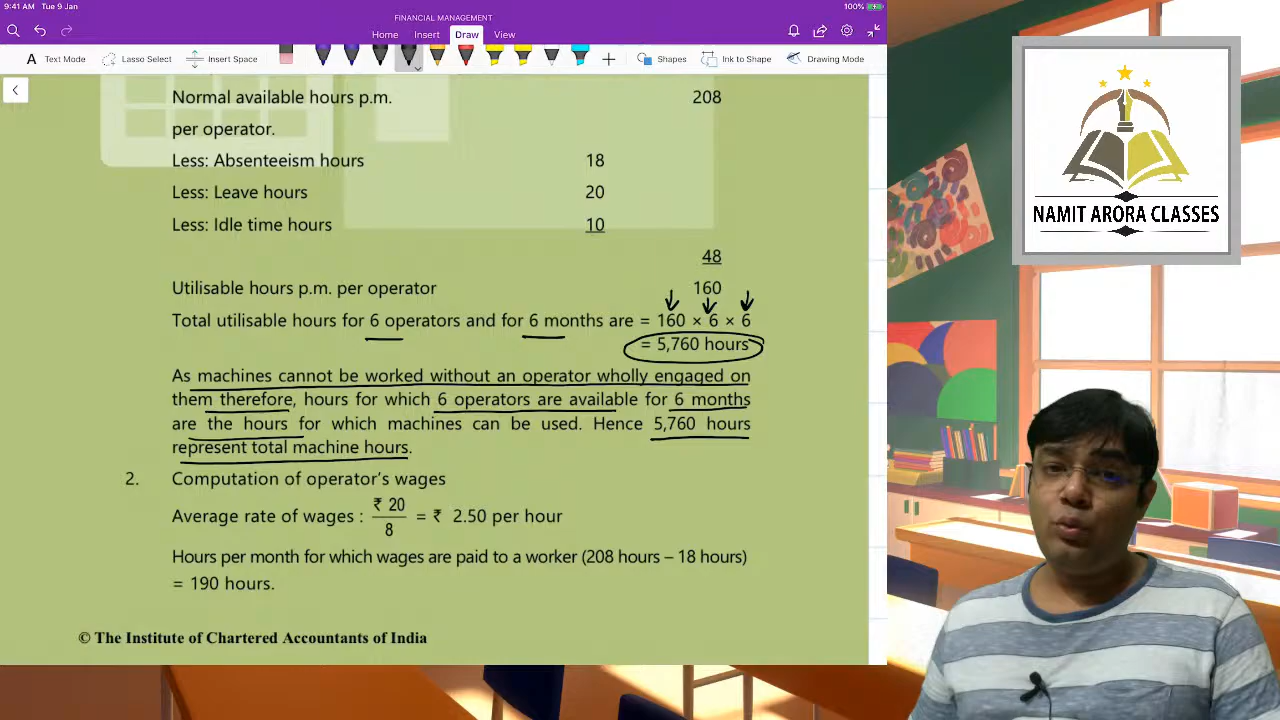 9:41 AM Tue 9 Jan
100%
FINANCIAL MANAGEMENT
Home Insert Draw View
A Text Mode Lasso Select Insert Space Shapes Ink to Shape Drawing Mode
Normal available hours p.m. 208
per operator.
Less: Absenteeism hours 18
Less: Leave hours 20
Less: Idle time hours 10
48
Utilisable hours p.m. per operator 160
Total utilisable hours for 6 operators and for 6 months are = 160 × 6 × 6
= 5,760 hours
As machines cannot be worked without an operator wholly engaged on
them therefore, hours for which 6 operators are available for 6 months
are the hours for which machines can be used. Hence 5,760 hours
represent total machine hours.
2. Computation of operator's wages
Average rate of wages : ₹ 20 / 8 = ₹ 2.50 per hour
Hours per month for which wages are paid to a worker (208 hours – 18 hours)
= 190 hours.
© The Institute of Chartered Accountants of India
NAMIT ARORA CLASSES